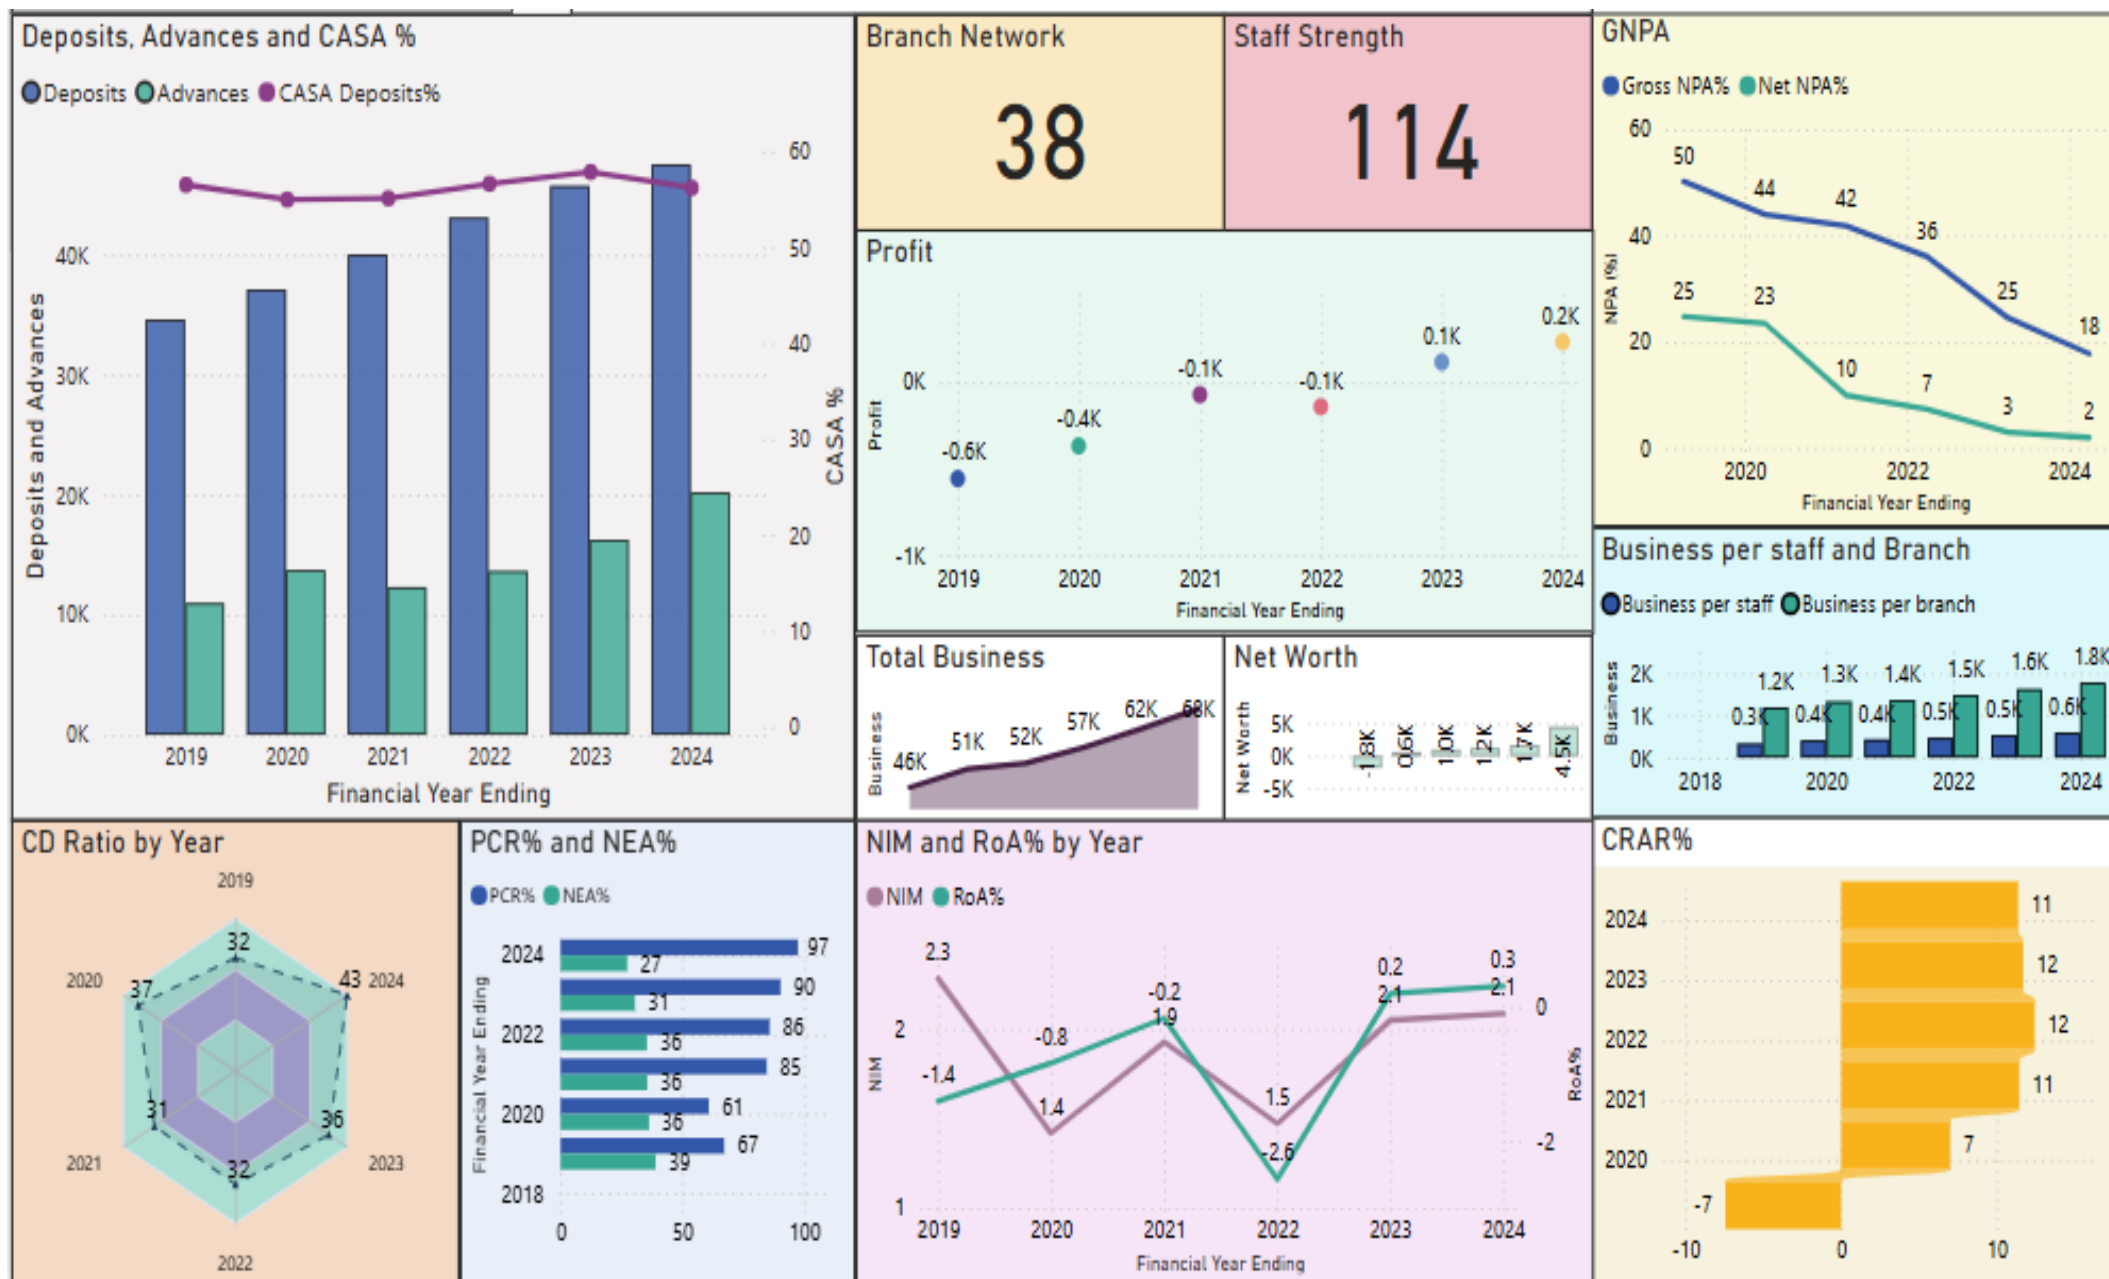 Deposits, Advances and CASA %
Deposits Advances CASA Deposits%
Deposits and Advances
40K
30K
20K
10K
0K
60
50
40
30
20
10
0
CASA %
2019 2020 2021 2022 2023 2024
Financial Year Ending
Branch Network
38
Staff Strength
114
GNPA
Gross NPA% Net NPA%
NPA (%)
60
40
20
0
50 44 42 36 25 18
25 23 10 7 3 2
2020 2022 2024
Financial Year Ending
Profit
Profit
0K
-1K
-0.6K -0.4K -0.1K -0.1K 0.1K 0.2K
2019 2020 2021 2022 2023 2024
Financial Year Ending
Total Business
Business
46K 51K 52K 57K 62K 68K
Net Worth
Net Worth
5K
0K
-5K
-1.8K 0.6K 1.0K 1.2K 1.7K 4.5K
Business per staff and Branch
Business per staff Business per branch
Business
2K
1K
0K
1.2K 1.3K 1.4K 1.5K 1.6K 1.8K
0.3K 0.4K 0.4K 0.5K 0.5K 0.6K
2018 2020 2022 2024
CD Ratio by Year
2019
32
2020 37 43 2024
31 36
2021 32 2023
2022
PCR% and NEA%
PCR% NEA%
Financial Year Ending
2024 97
27
90
31
2022 86
36
85
36
2020 61
36
67
39
2018
0 50 100
NIM and RoA% by Year
NIM RoA%
NIM
2
1
2.3 1.4 1.9 1.5 2.1 2.1
-1.4 -0.8 -0.2 -2.6 0.2 0.3
0
-2
RoA%
2019 2020 2021 2022 2023 2024
Financial Year Ending
CRAR%
2024 11
2023 12
2022 12
2021 11
2020 7
-7
-10 0 10